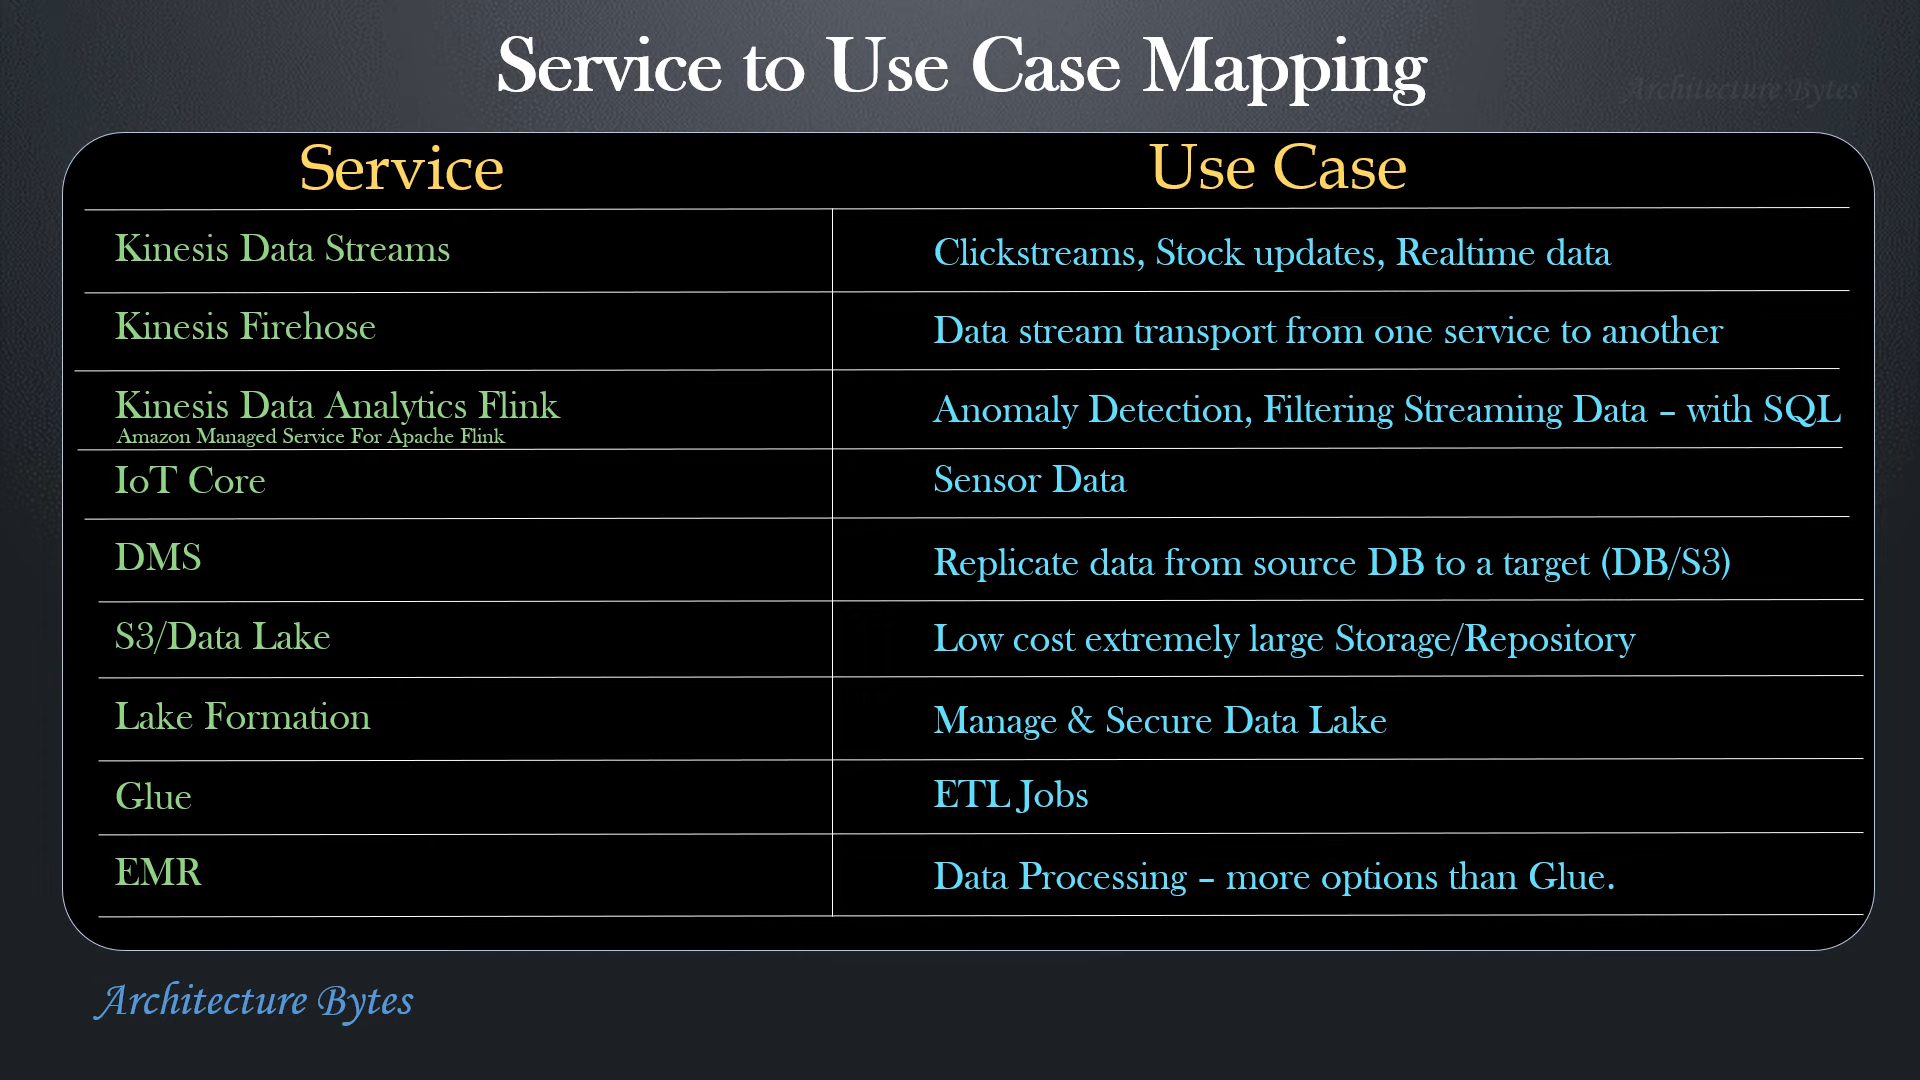 Service to Use Case Mapping
Architecture Bytes
Service Use Case
Kinesis Data Streams Clickstreams, Stock updates, Realtime data
Kinesis Firehose Data stream transport from one service to another
Kinesis Data Analytics Flink Anomaly Detection, Filtering Streaming Data – with SQL
Amazon Managed Service For Apache Flink
IoT Core Sensor Data
DMS Replicate data from source DB to a target (DB/S3)
S3/Data Lake Low cost extremely large Storage/Repository
Lake Formation Manage & Secure Data Lake
Glue ETL Jobs
EMR Data Processing – more options than Glue.
Architecture Bytes